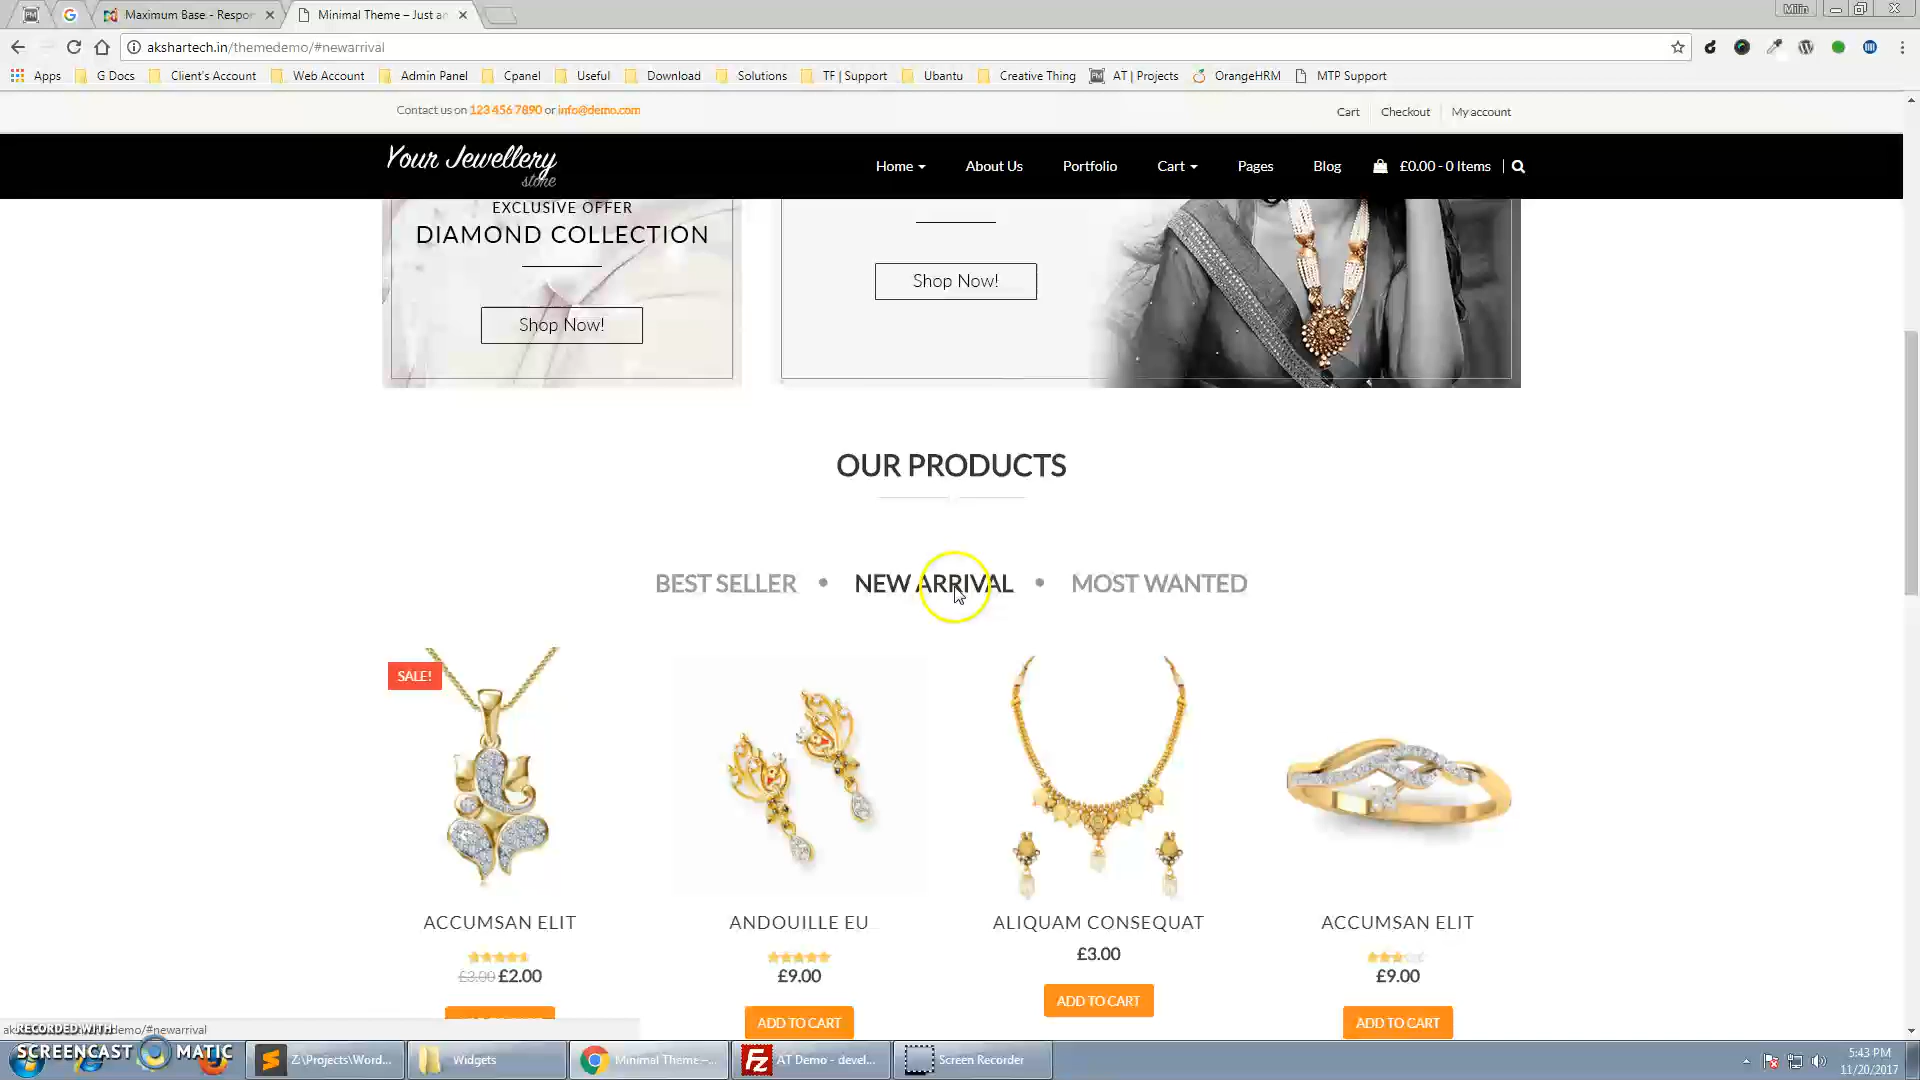 Maximum Base - Respo
Minimal Theme – Just a
Milin
akshartech.in/themedemo/#newarrival
Apps G Docs Client's Account Web Account Admin Panel Cpanel Useful Download Solutions TF | Support Ubantu Creative Thing AT | Projects OrangeHRM MTP Support
Contact us on 123 456 7890 or info@demo.com
Cart Checkout My account
Your Jewellery
store
Home About Us Portfolio Cart Pages Blog £0.00 - 0 Items
EXCLUSIVE OFFER
DIAMOND COLLECTION
Shop Now!
Shop Now!
OUR PRODUCTS
BEST SELLER • NEW ARRIVAL • MOST WANTED
SALE!
ACCUMSAN ELIT ANDOUILLE EU ALIQUAM CONSEQUAT ACCUMSAN ELIT
£3.00 £2.00 £9.00 £3.00 £9.00
ADD TO CART ADD TO CART ADD TO CART
demo/#newarrival
RECORDED WITH
SCREENCAST MATIC
Z:\Projects\Word... Widgets Minimal Theme –... AT Demo - devel... Screen Recorder
5:43 PM
11/20/2017